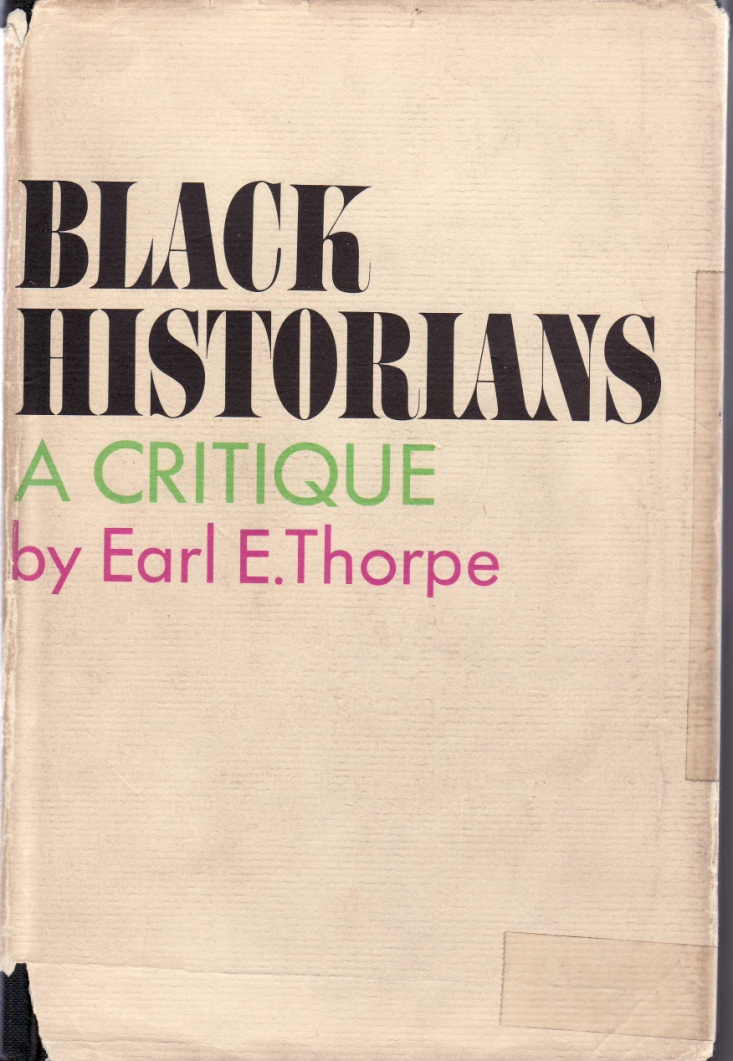 BLACK
HISTORIANS
A CRITIQUE
by Earl E.Thorpe